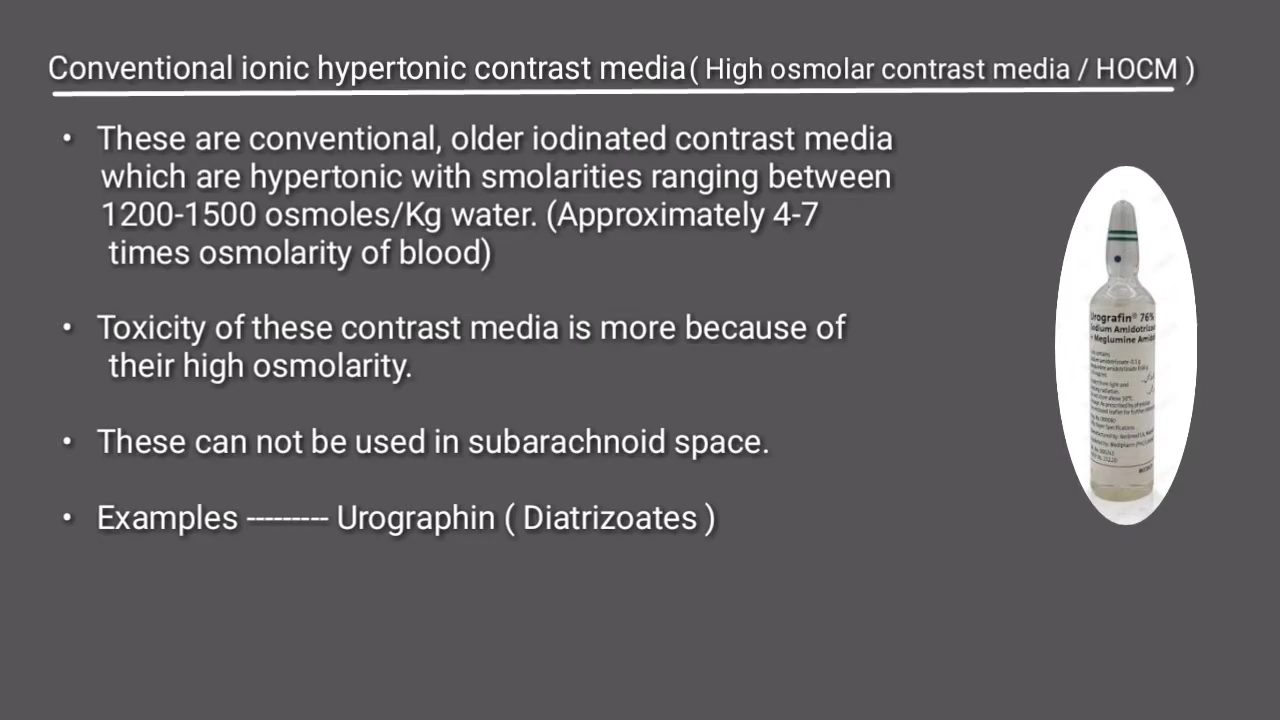 Conventional ionic hypertonic contrast media ( High osmolar contrast media / HOCM )
• These are conventional, older iodinated contrast media
which are hypertonic with smolarities ranging between
1200-1500 osmoles/Kg water. (Approximately 4-7
times osmolarity of blood)
• Toxicity of these contrast media is more because of
their high osmolarity.
• These can not be used in subarachnoid space.
• Examples --------- Urographin ( Diatrizoates )
Urografin® 76%
Sodium Amidotrizoa
+ Meglumine Amido